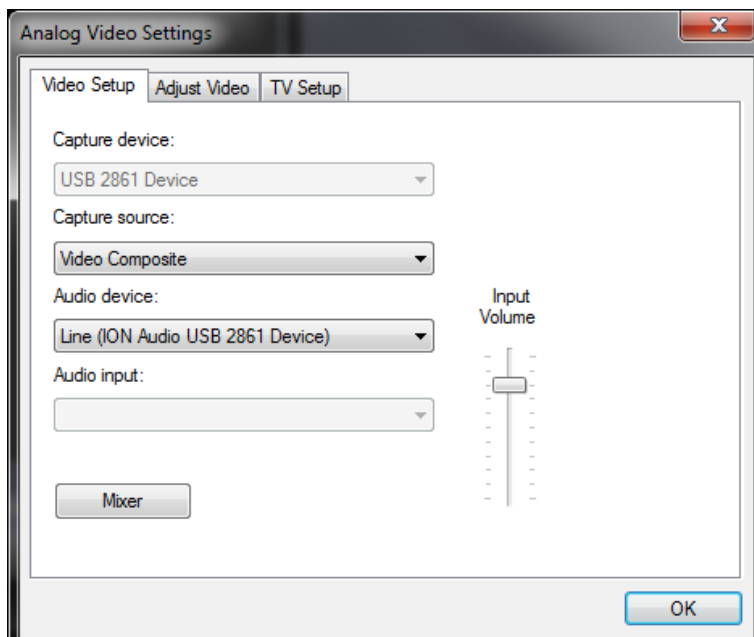 Analog Video Settings
Video Setup
Adjust Video
TV Setup
Capture device:
USB 2861 Device
Capture source:
Video Composite
Audio device:
Line (ION Audio USB 2861 Device)
Audio input:
Input
Volume
Mixer
OK